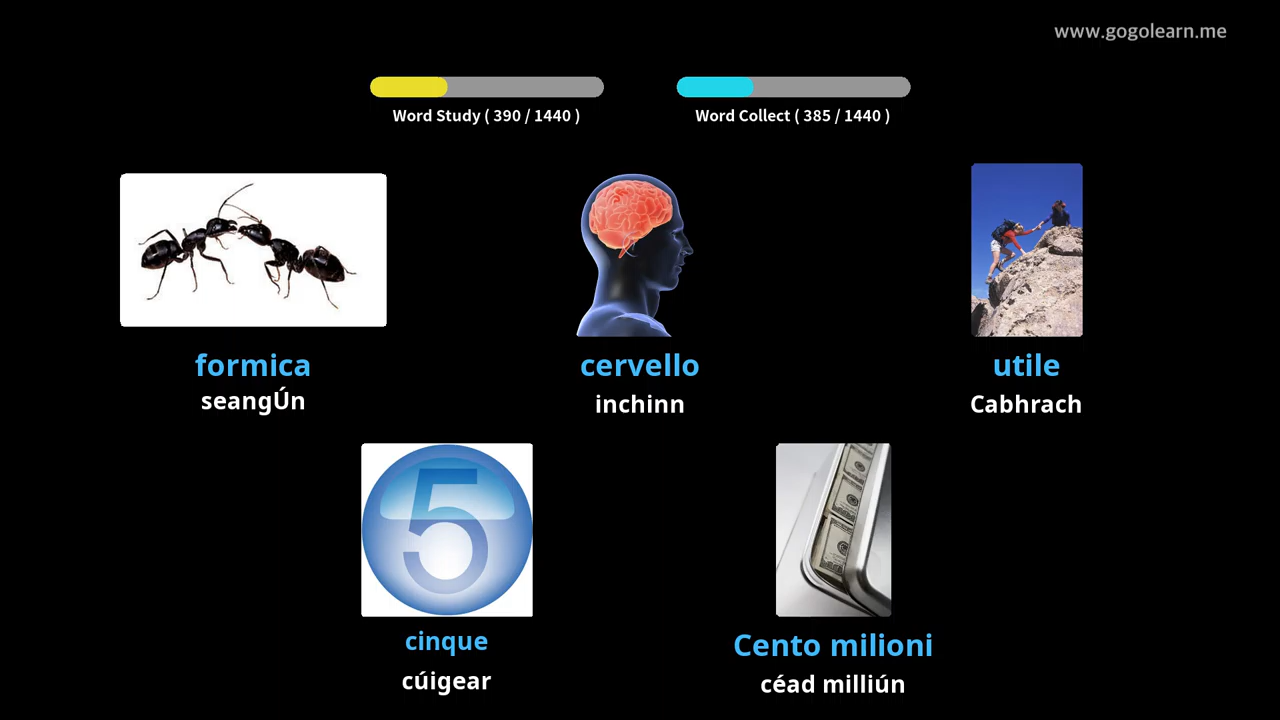 www.gogolearn.me
Word Study ( 390 / 1440 )
Word Collect ( 385 / 1440 )
formica
seangÚn
cervello
inchinn
utile
Cabhrach
5
cinque
cúigear
Cento milioni
céad milliún